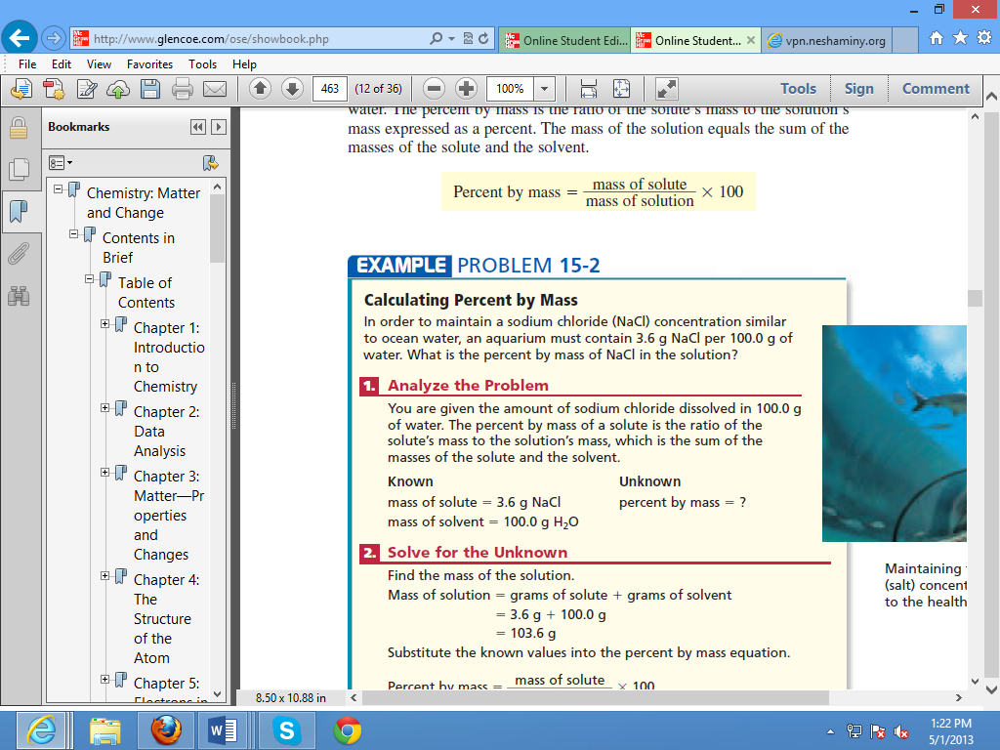 http://www.glencoe.com/ose/showbook.php
Online Student Edi...
Online Student...
vpn.neshaminy.org
File Edit View Favorites Tools Help
463 (12 of 36) 100% Tools Sign Comment
Bookmarks
Chemistry: Matter
and Change
Contents in
Brief
Table of
Contents
Chapter 1:
Introductio
n to
Chemistry
Chapter 2:
Data
Analysis
Chapter 3:
Matter—Pr
operties
and
Changes
Chapter 4:
The
Structure
of the
Atom
Chapter 5:
Electrons in
water. The percent by mass is the ratio of the solute's mass to the solution's
mass expressed as a percent. The mass of the solution equals the sum of the
masses of the solute and the solvent.
Percent by mass = mass of solute / mass of solution × 100
EXAMPLE PROBLEM 15-2
Calculating Percent by Mass
In order to maintain a sodium chloride (NaCl) concentration similar
to ocean water, an aquarium must contain 3.6 g NaCl per 100.0 g of
water. What is the percent by mass of NaCl in the solution?
1. Analyze the Problem
You are given the amount of sodium chloride dissolved in 100.0 g
of water. The percent by mass of a solute is the ratio of the
solute's mass to the solution's mass, which is the sum of the
masses of the solute and the solvent.
Known Unknown
mass of solute = 3.6 g NaCl percent by mass = ?
mass of solvent = 100.0 g H₂O
2. Solve for the Unknown
Find the mass of the solution.
Mass of solution = grams of solute + grams of solvent
= 3.6 g + 100.0 g
= 103.6 g
Substitute the known values into the percent by mass equation.
Percent by mass = mass of solute × 100
Maintaining
(salt) concent
to the health
8.50 x 10.88 in
1:22 PM
5/1/2013